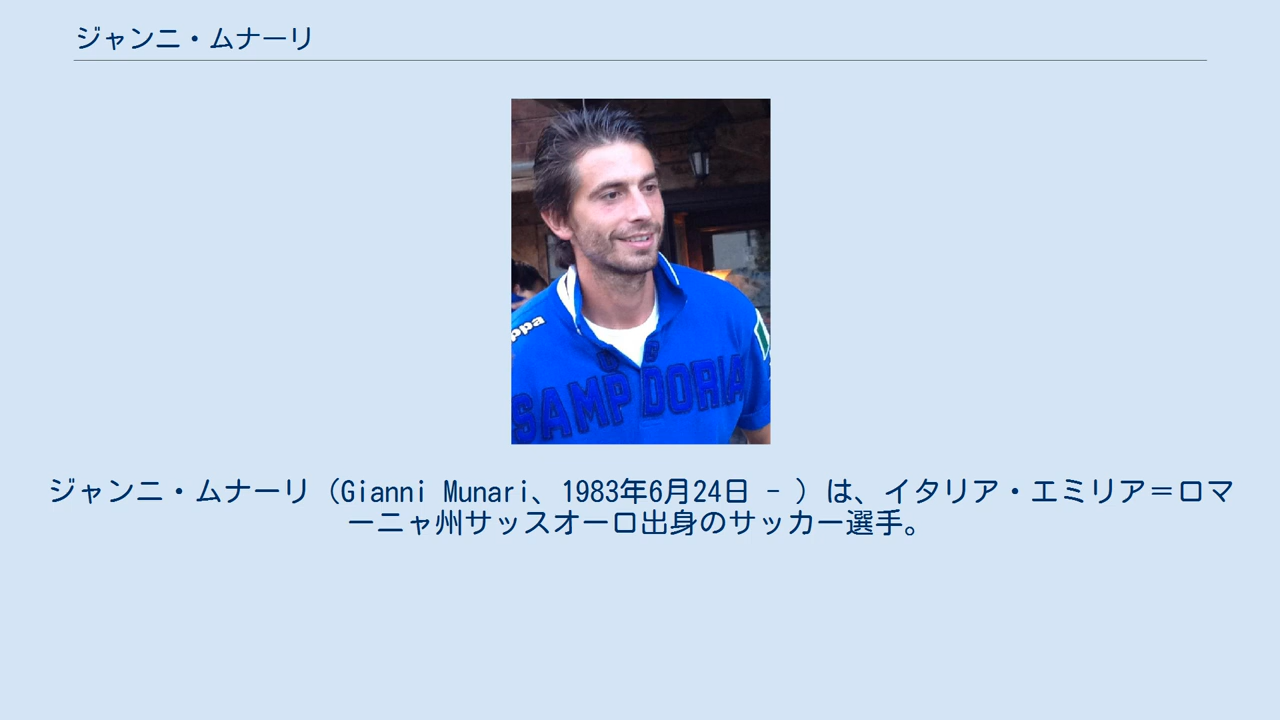 ジャンニ・ムナーリ
ppa
SAMPDORIA
ジャンニ・ムナーリ（Gianni Munari、1983年6月24日 - ）は、イタリア・エミリア＝ロマ
ーニャ州サッスオーロ出身のサッカー選手。